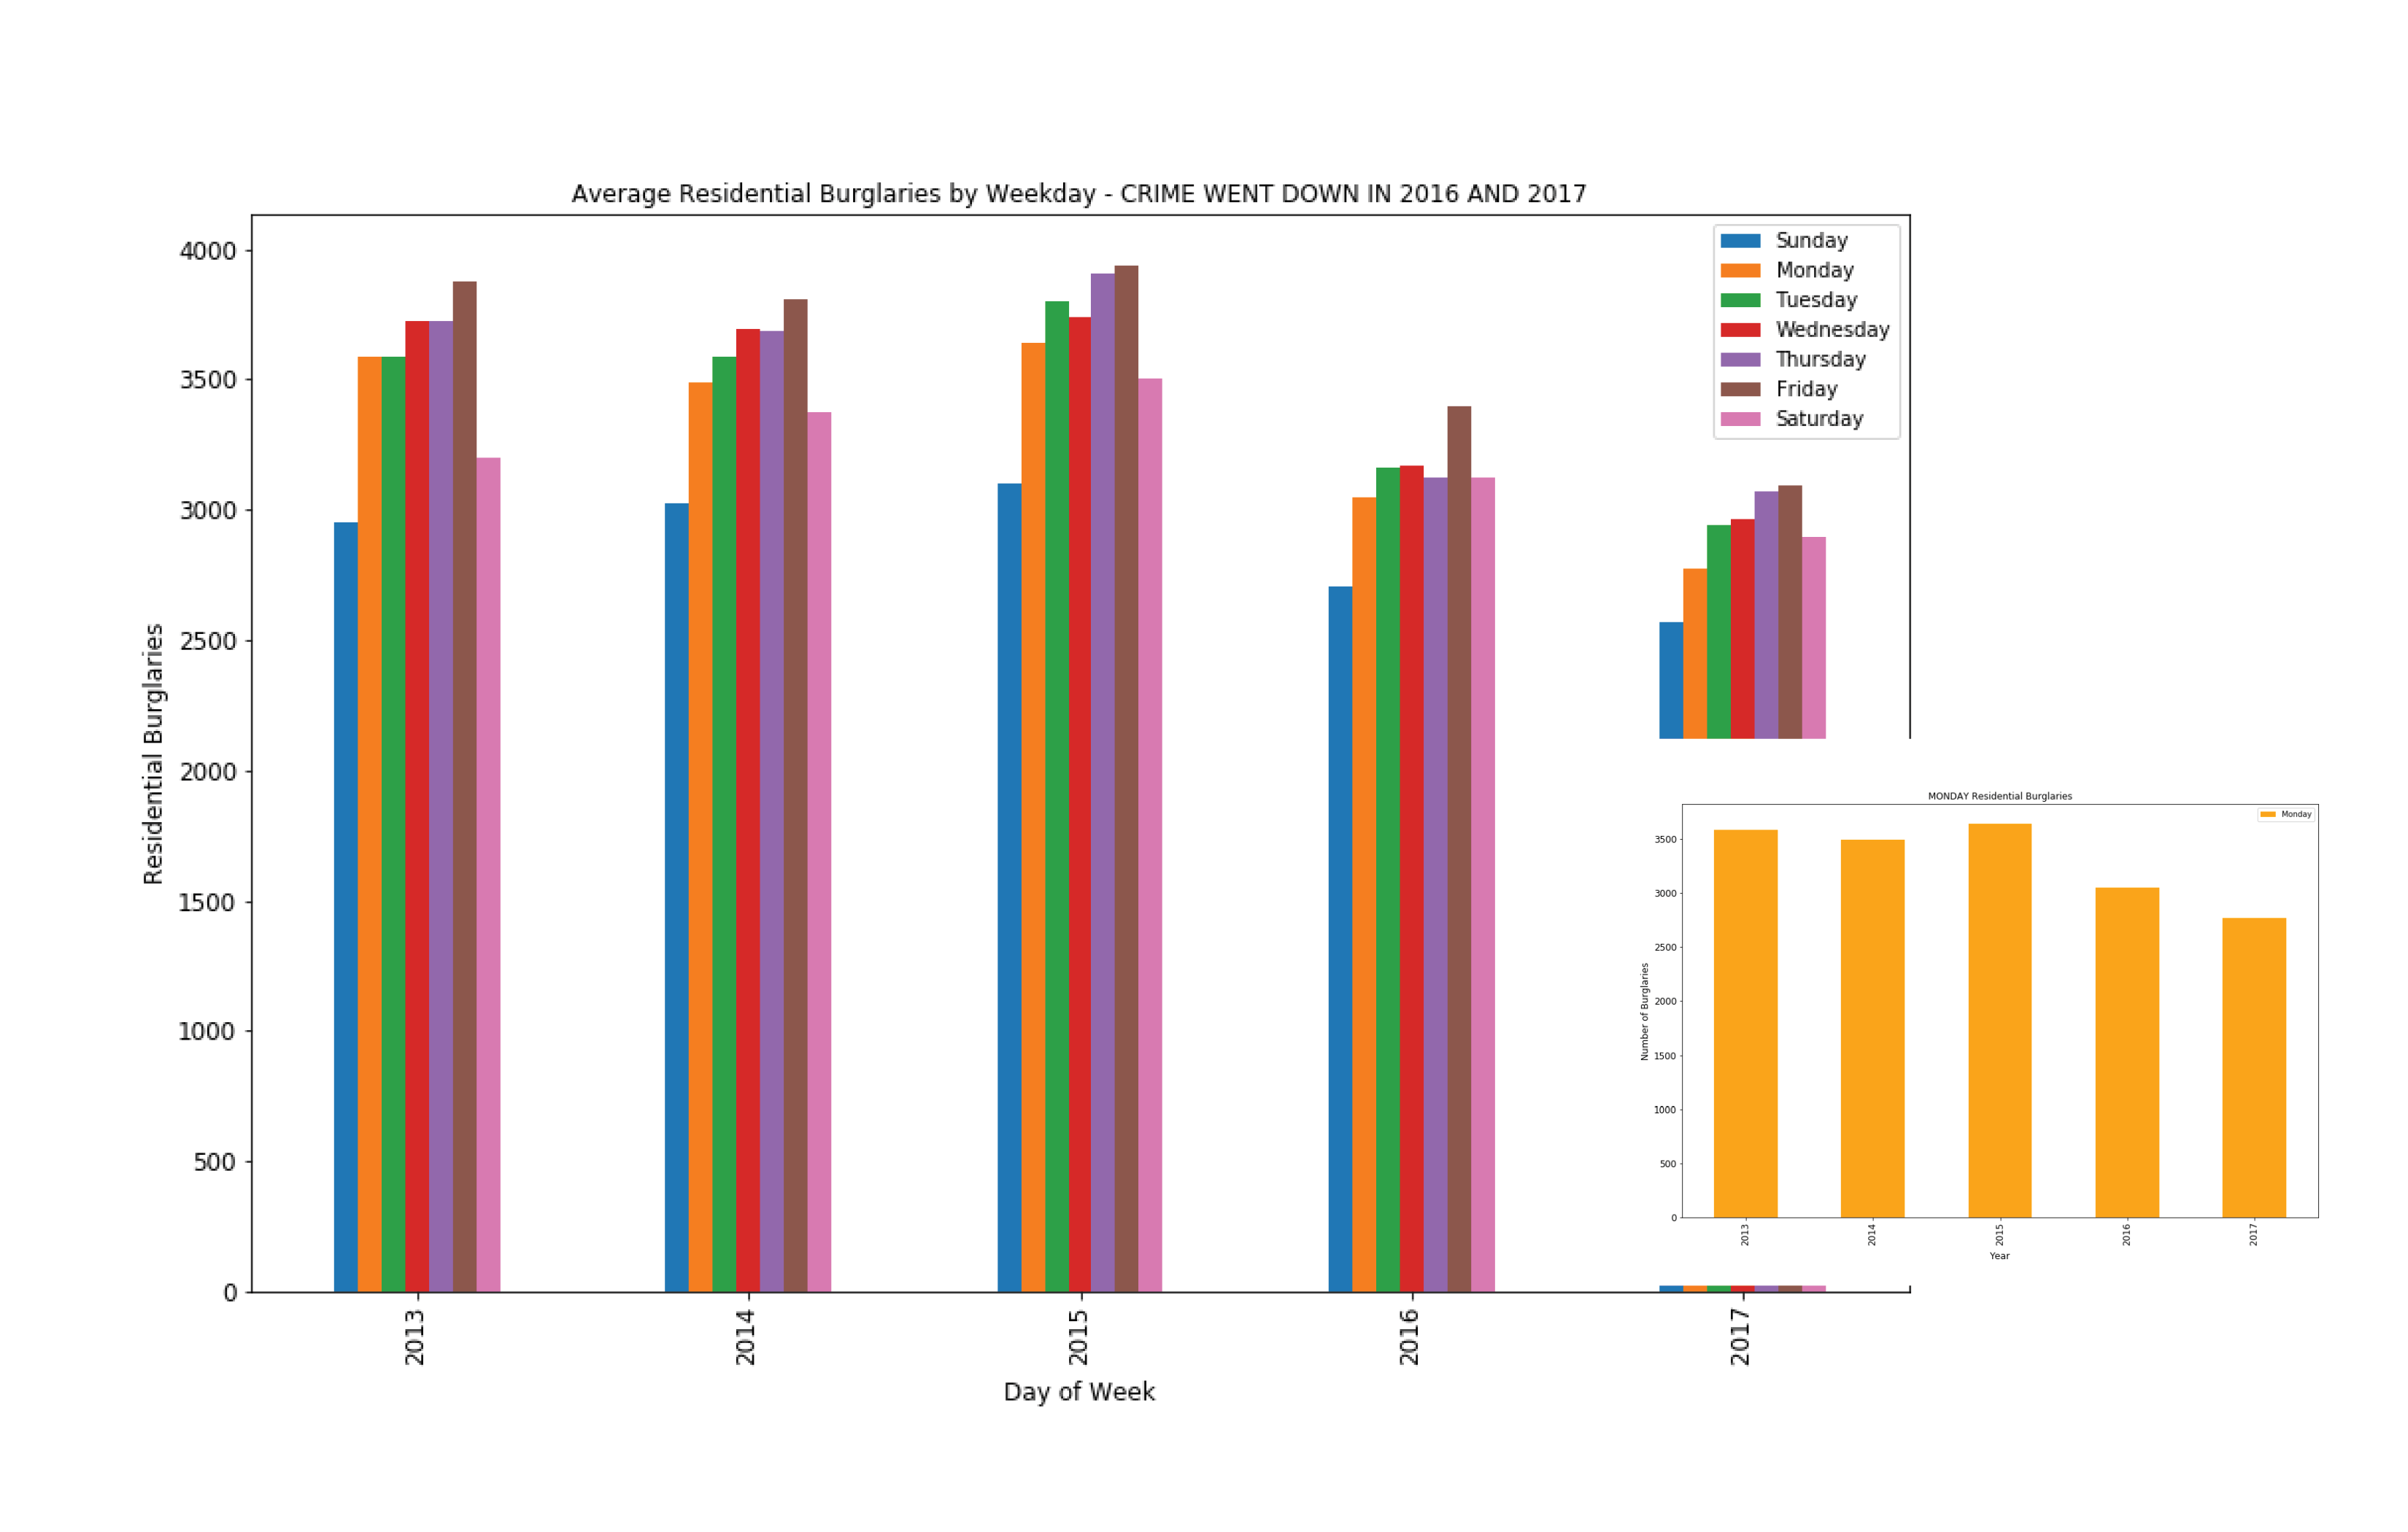 Average Residential Burglaries by Weekday - CRIME WENT DOWN IN 2016 AND 2017
Sunday
Monday
Tuesday
Wednesday
Thursday
Friday
Saturday
Residential Burglaries
4000
3500
3000
2500
2000
1500
1000
500
0
2013
2014
2015
2016
2017
Day of Week
MONDAY Residential Burglaries
Monday
Number of Burglaries
3500
3000
2500
2000
1500
1000
500
0
2013
2014
2015
2016
2017
Year